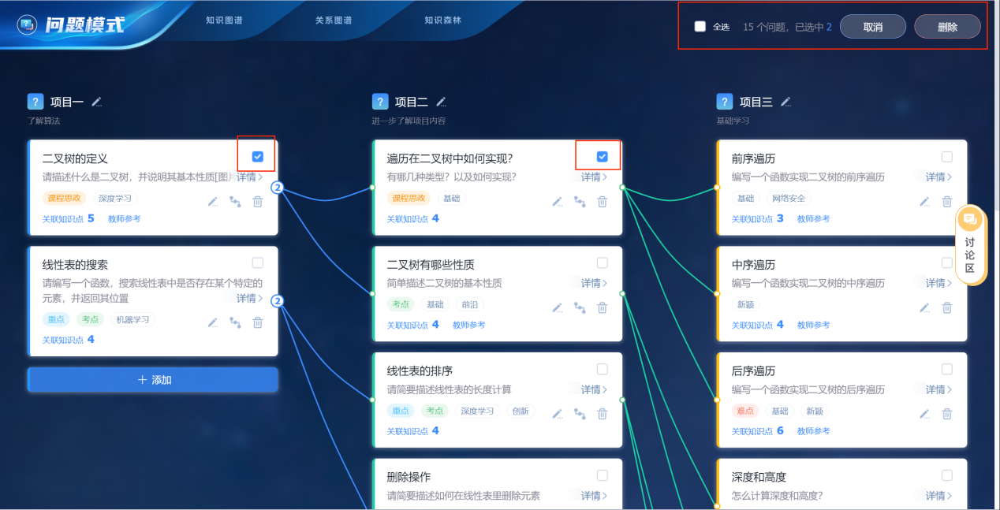 问题模式
知识图谱
关系图谱
知识森林
全选
15 个问题，已选中 2
取消
删除
? 项目一
了解算法
二叉树的定义
请描述什么是二叉树，并说明其基本性质[图片 详情
课程思政 深度学习
关联知识点 5 教师参考
2
线性表的搜索
请编写一个函数，搜索线性表中是否存在某个特定的
元素，并返回其位置 详情
重点 考点 机器学习
关联知识点 4
2
+ 添加
? 项目二
进一步了解项目内容
遍历在二叉树中如何实现?
有哪几种类型？以及如何实现? 详情
课程思政 基础
关联知识点 4
二叉树有哪些性质
简单描述二叉树的基本性质 详情
考点 基础 前沿
关联知识点 4 教师参考
线性表的排序
请简要描述线性表的长度计算 详情
重点 考点 深度学习 创新
关联知识点 4
删除操作
请简要描述如何在线性表里删除元素 详情
? 项目三
基础学习
前序遍历
编写一个函数实现二叉树的前序遍历 详情
基础 网络安全
关联知识点 3 教师参考
中序遍历
编写一个函数实现二叉树的中序遍历 详情
新颖
关联知识点 4 教师参考
后序遍历
编写一个函数实现二叉树的后序遍历 详情
难点 基础 新颖
关联知识点 6 教师参考
深度和高度
怎么计算深度和高度? 详情
讨论区